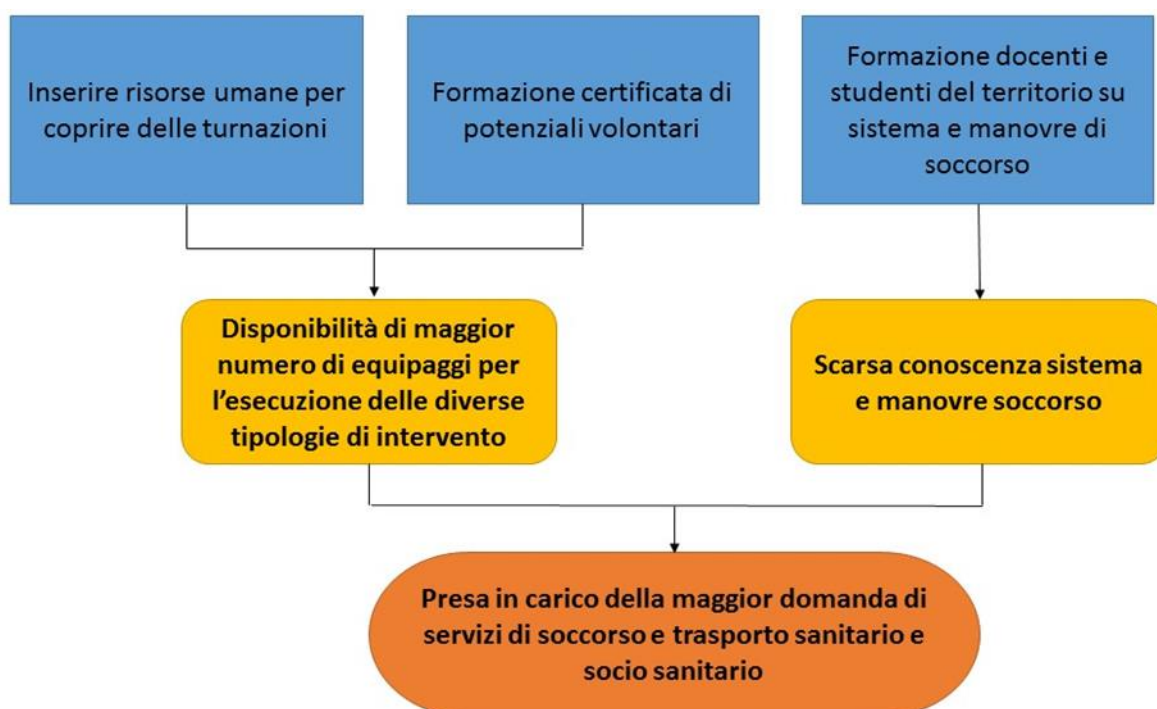 Inserire risorse umane per
coprire delle turnazioni
Formazione certificata di
potenziali volontari
Formazione docenti e
studenti del territorio su
sistema e manovre di
soccorso
Disponibilità di maggior
numero di equipaggi per
l’esecuzione delle diverse
tipologie di intervento
Scarsa conoscenza sistema
e manovre soccorso
Presa in carico della maggior domanda di
servizi di soccorso e trasporto sanitario e
socio sanitario